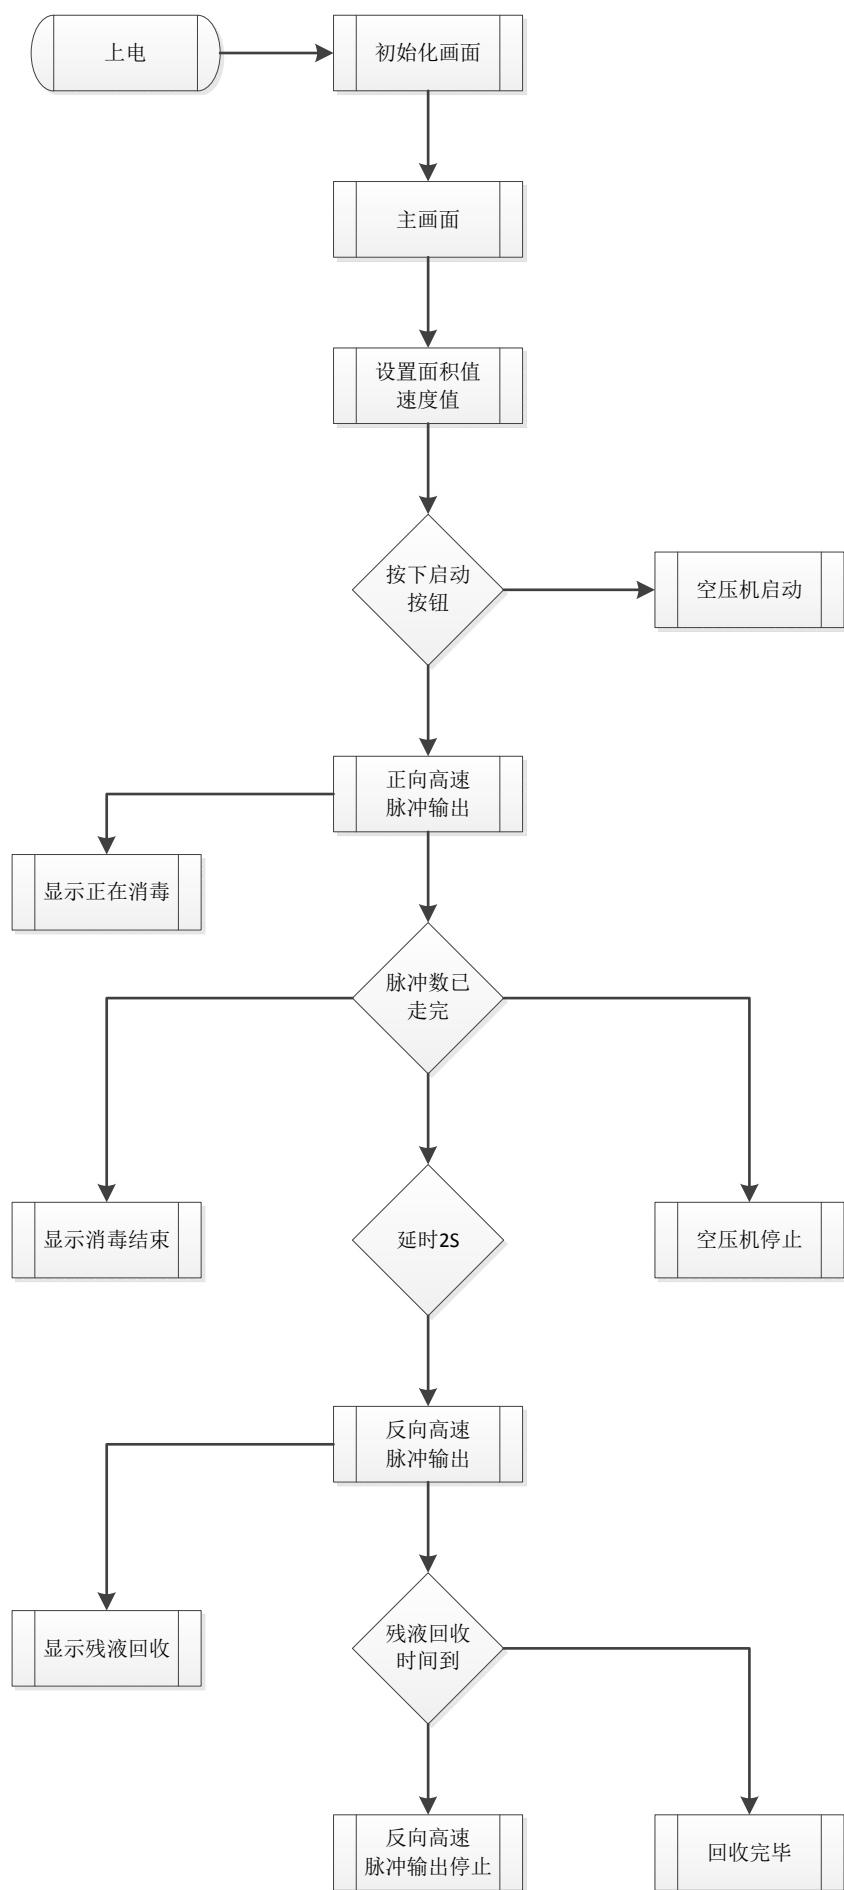 上电
初始化画面
主画面
设置面积值
速度值
按下启动
按钮
空压机启动
正向高速
脉冲输出
显示正在消毒
脉冲数已
走完
显示消毒结束
延时2S
空压机停止
反向高速
脉冲输出
显示残液回收
残液回收
时间到
反向高速
脉冲输出停止
回收完毕